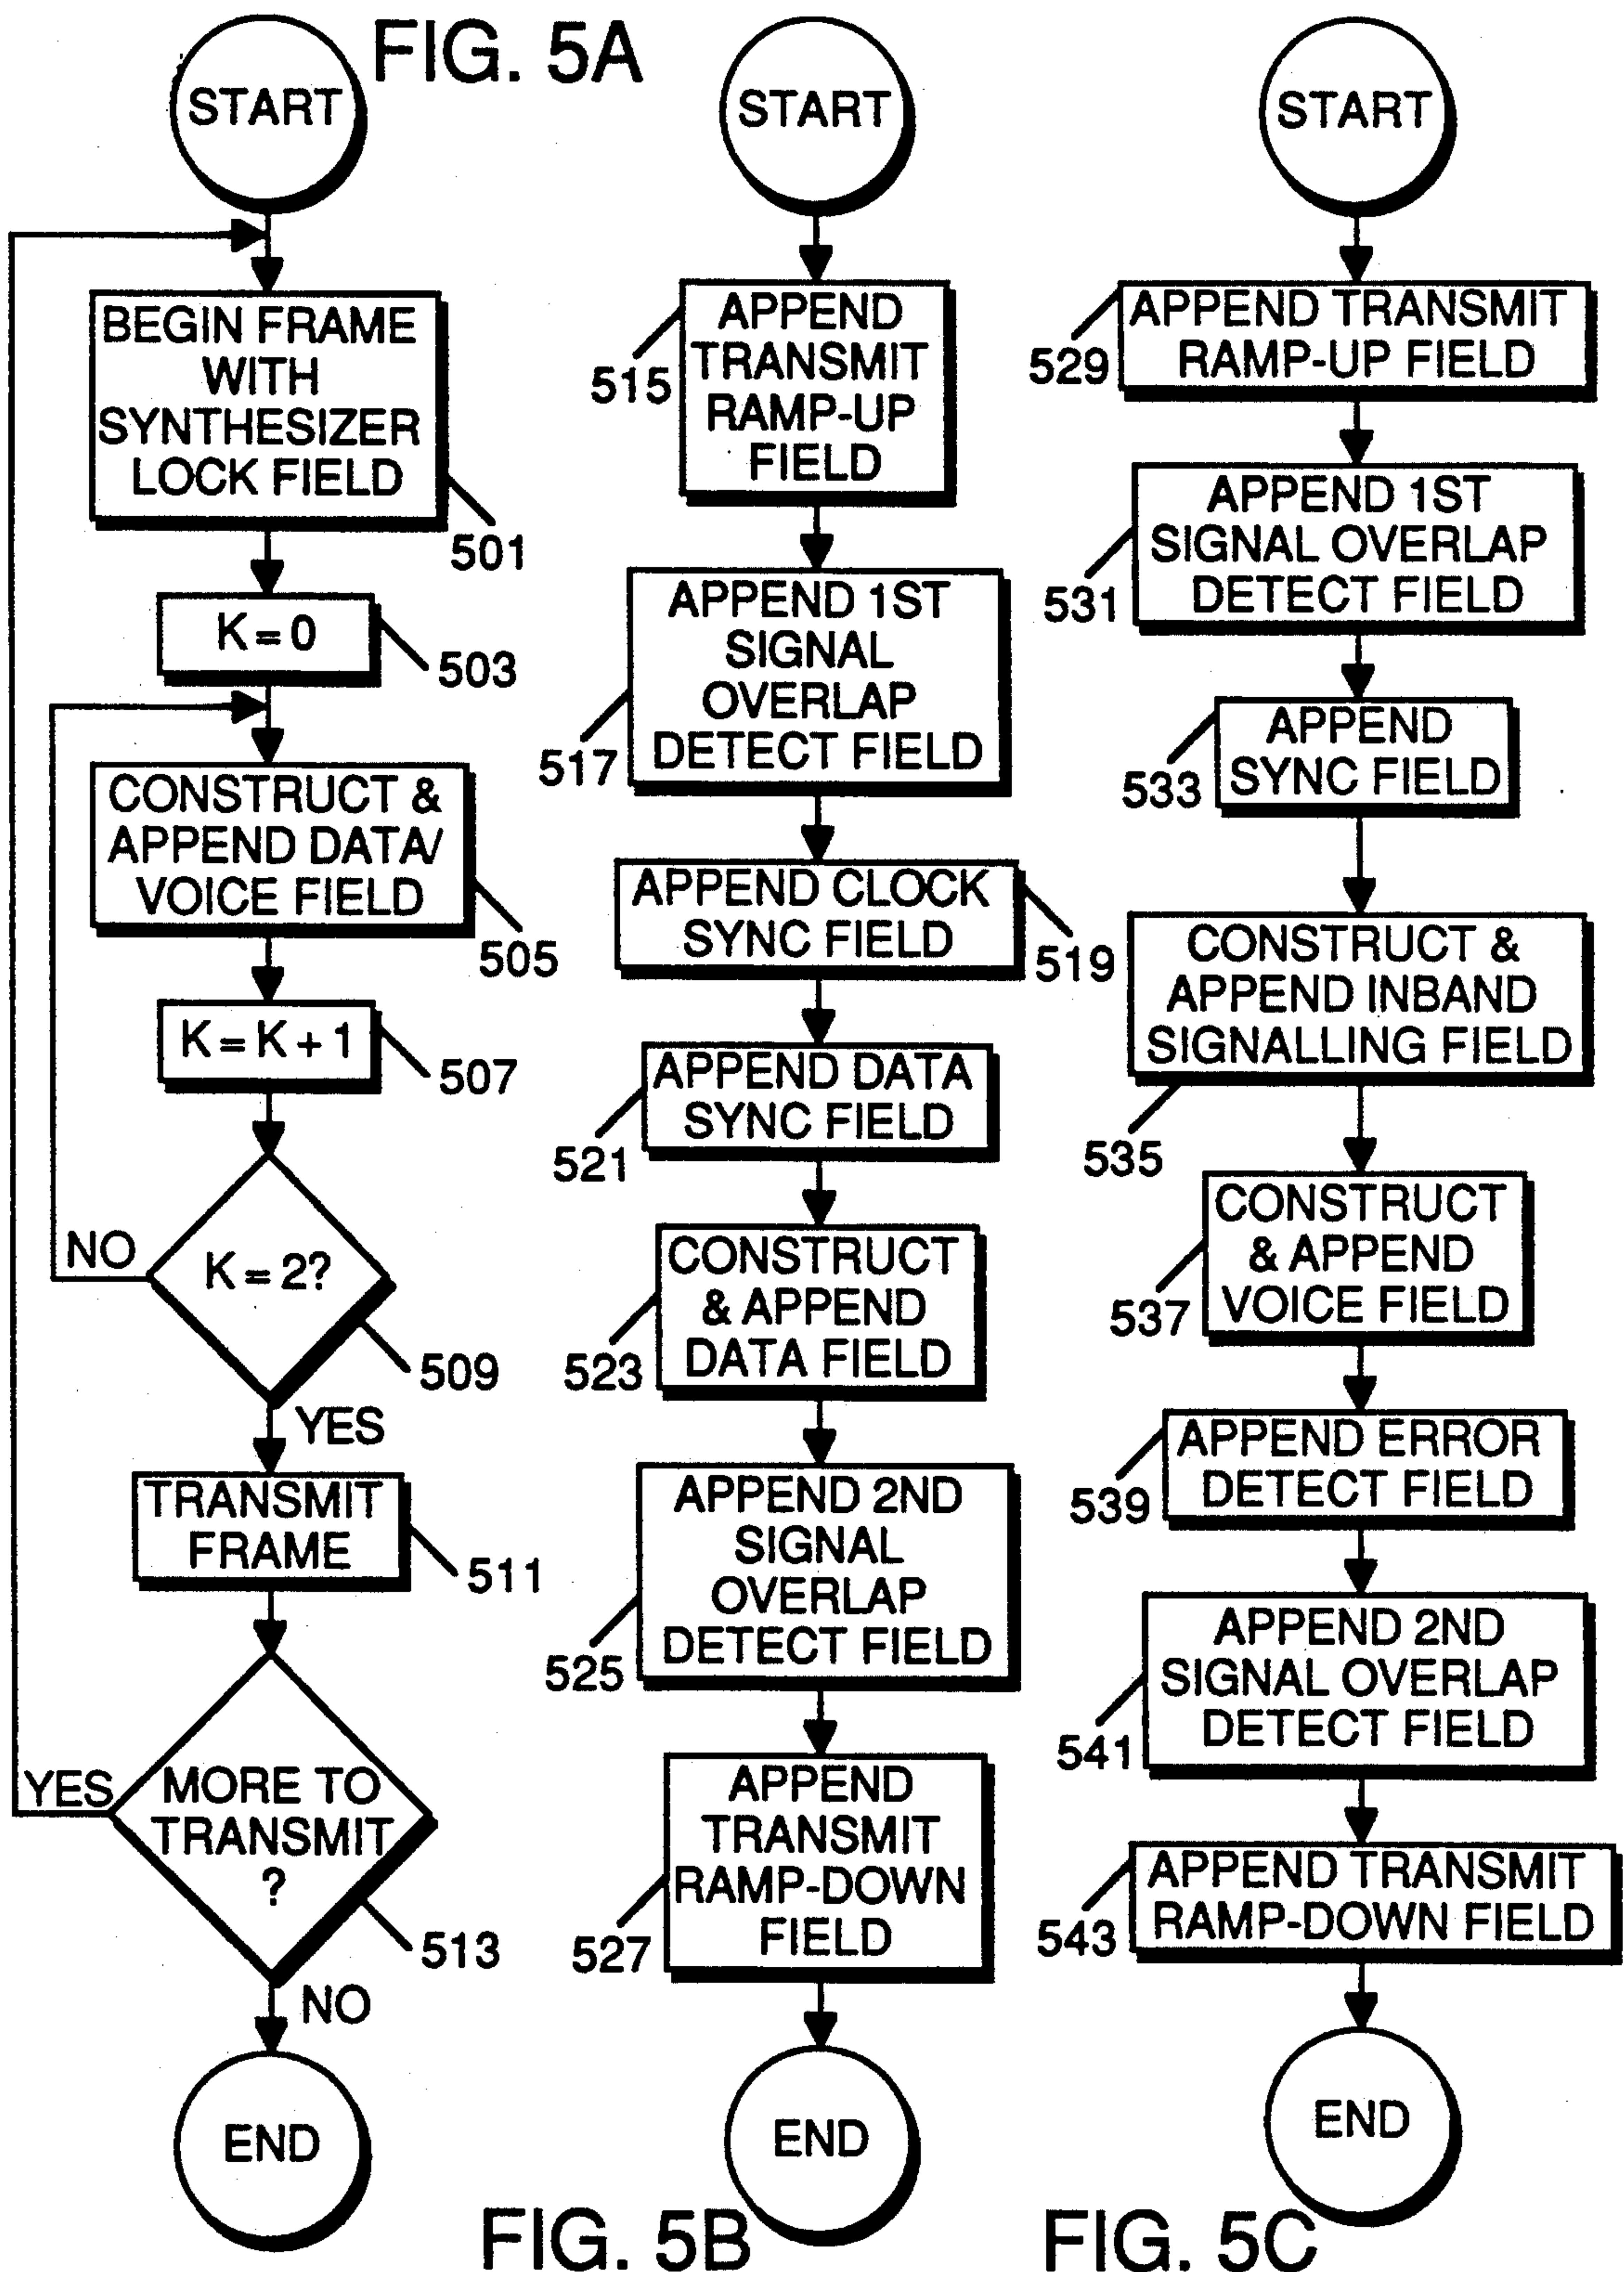 FIG. 5A
START
BEGIN FRAME
WITH
SYNTHESIZER
LOCK FIELD
501
K = 0
503
CONSTRUCT &
APPEND DATA/
VOICE FIELD
505
K = K + 1
507
K = 2?
NO
509
YES
TRANSMIT
FRAME
511
MORE TO
TRANSMIT
?
YES
513
NO
END
START
APPEND
TRANSMIT
RAMP-UP
FIELD
515
APPEND 1ST
SIGNAL
OVERLAP
DETECT FIELD
517
APPEND CLOCK
SYNC FIELD
519
APPEND DATA
SYNC FIELD
521
CONSTRUCT
& APPEND
DATA FIELD
523
APPEND 2ND
SIGNAL
OVERLAP
DETECT FIELD
525
APPEND
TRANSMIT
RAMP-DOWN
FIELD
527
END
FIG. 5B
START
APPEND TRANSMIT
RAMP-UP FIELD
529
APPEND 1ST
SIGNAL OVERLAP
DETECT FIELD
531
APPEND
SYNC FIELD
533
CONSTRUCT &
APPEND INBAND
SIGNALLING FIELD
535
CONSTRUCT
& APPEND
VOICE FIELD
537
APPEND ERROR
DETECT FIELD
539
APPEND 2ND
SIGNAL OVERLAP
DETECT FIELD
541
APPEND TRANSMIT
RAMP-DOWN FIELD
543
END
FIG. 5C